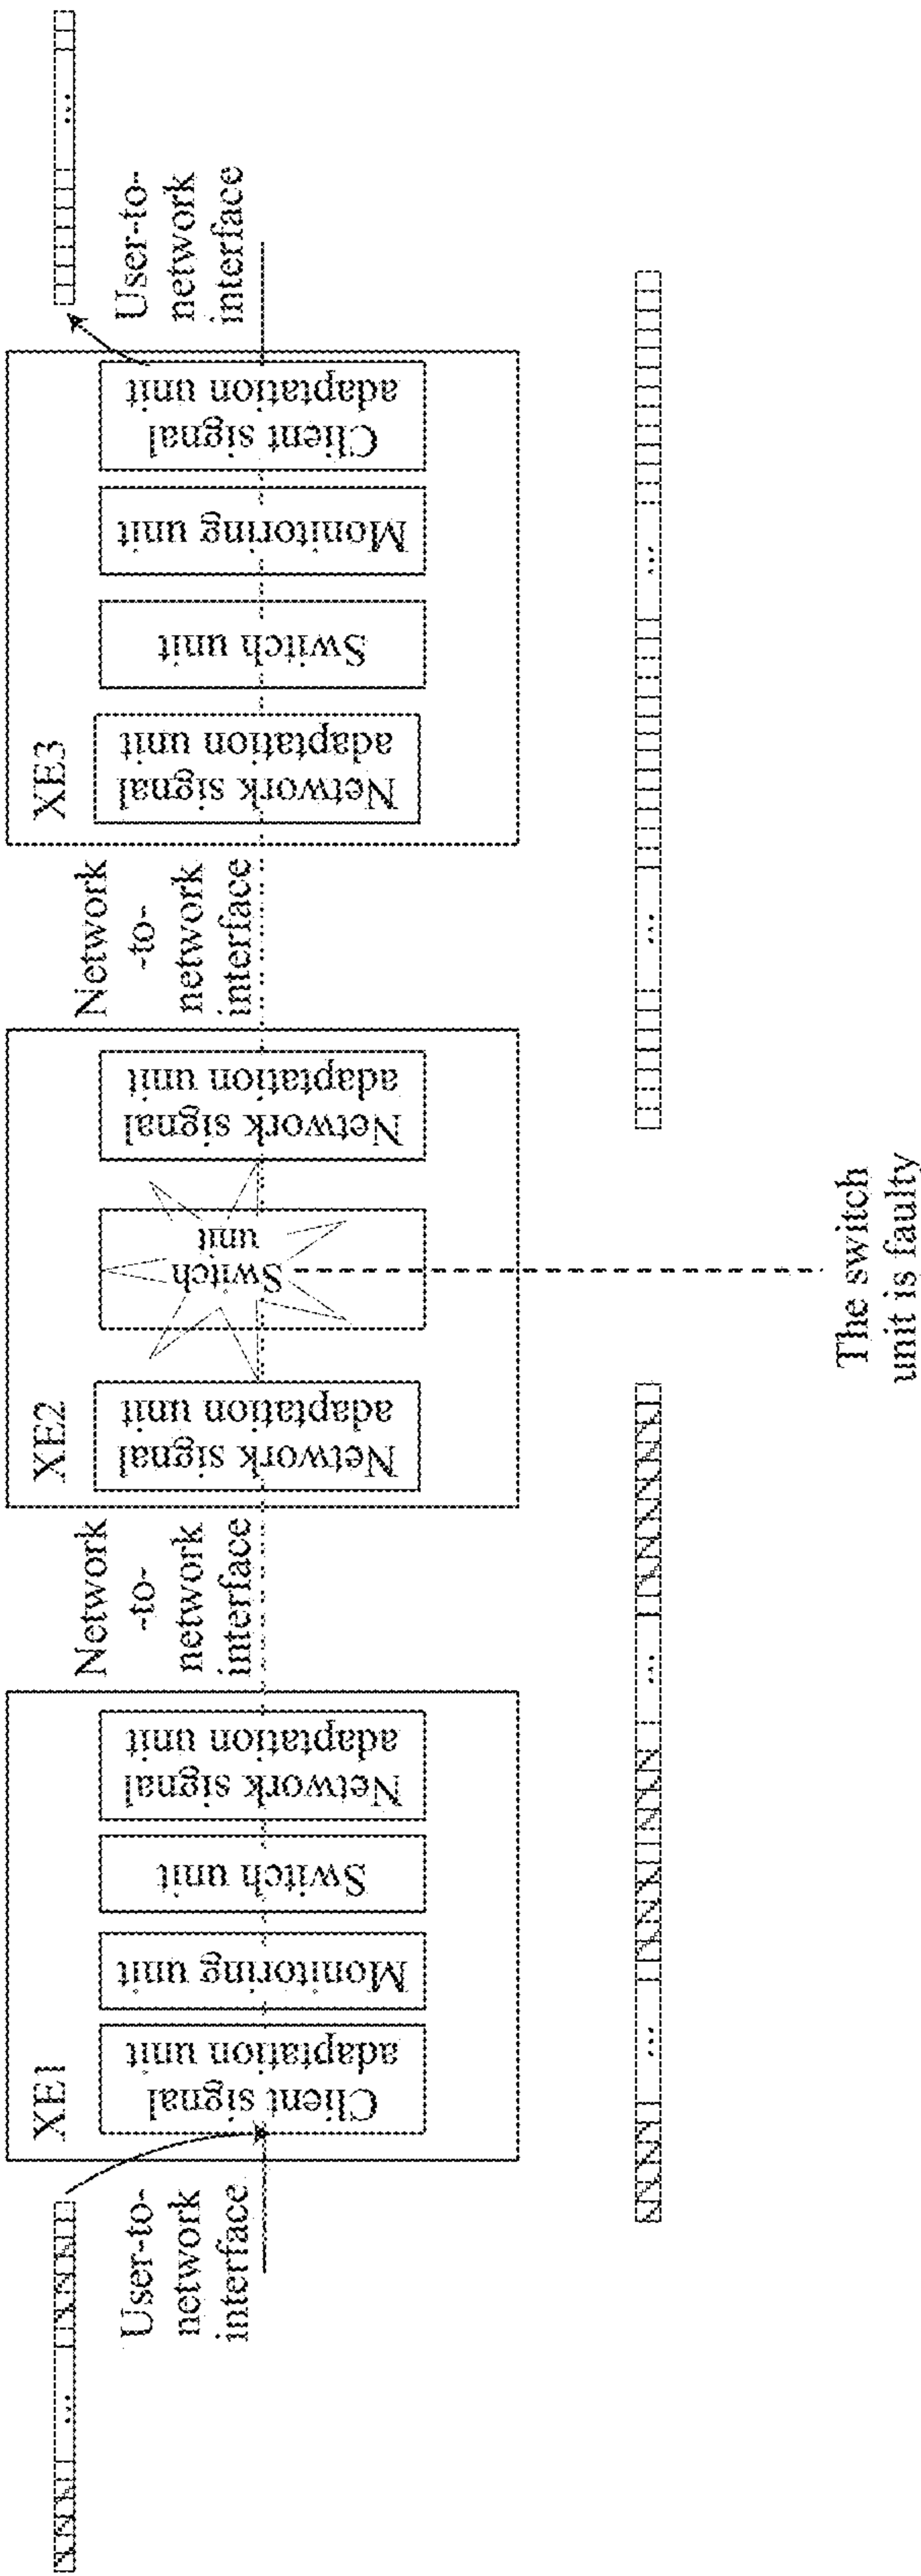 User-to-
network
interface
XE1
Client signal
adaptation unit
Monitoring unit
Switch unit
Network signal
adaptation unit
Network
-to-
network
interface
XE2
Network signal
adaptation unit
Switch
unit
Network signal
adaptation unit
The switch
unit is faulty
Network
-to-
network
interface
XE3
Network signal
adaptation unit
Switch unit
Monitoring unit
Client signal
adaptation unit
User-to-
network
interface
...
...
...
...
...
...